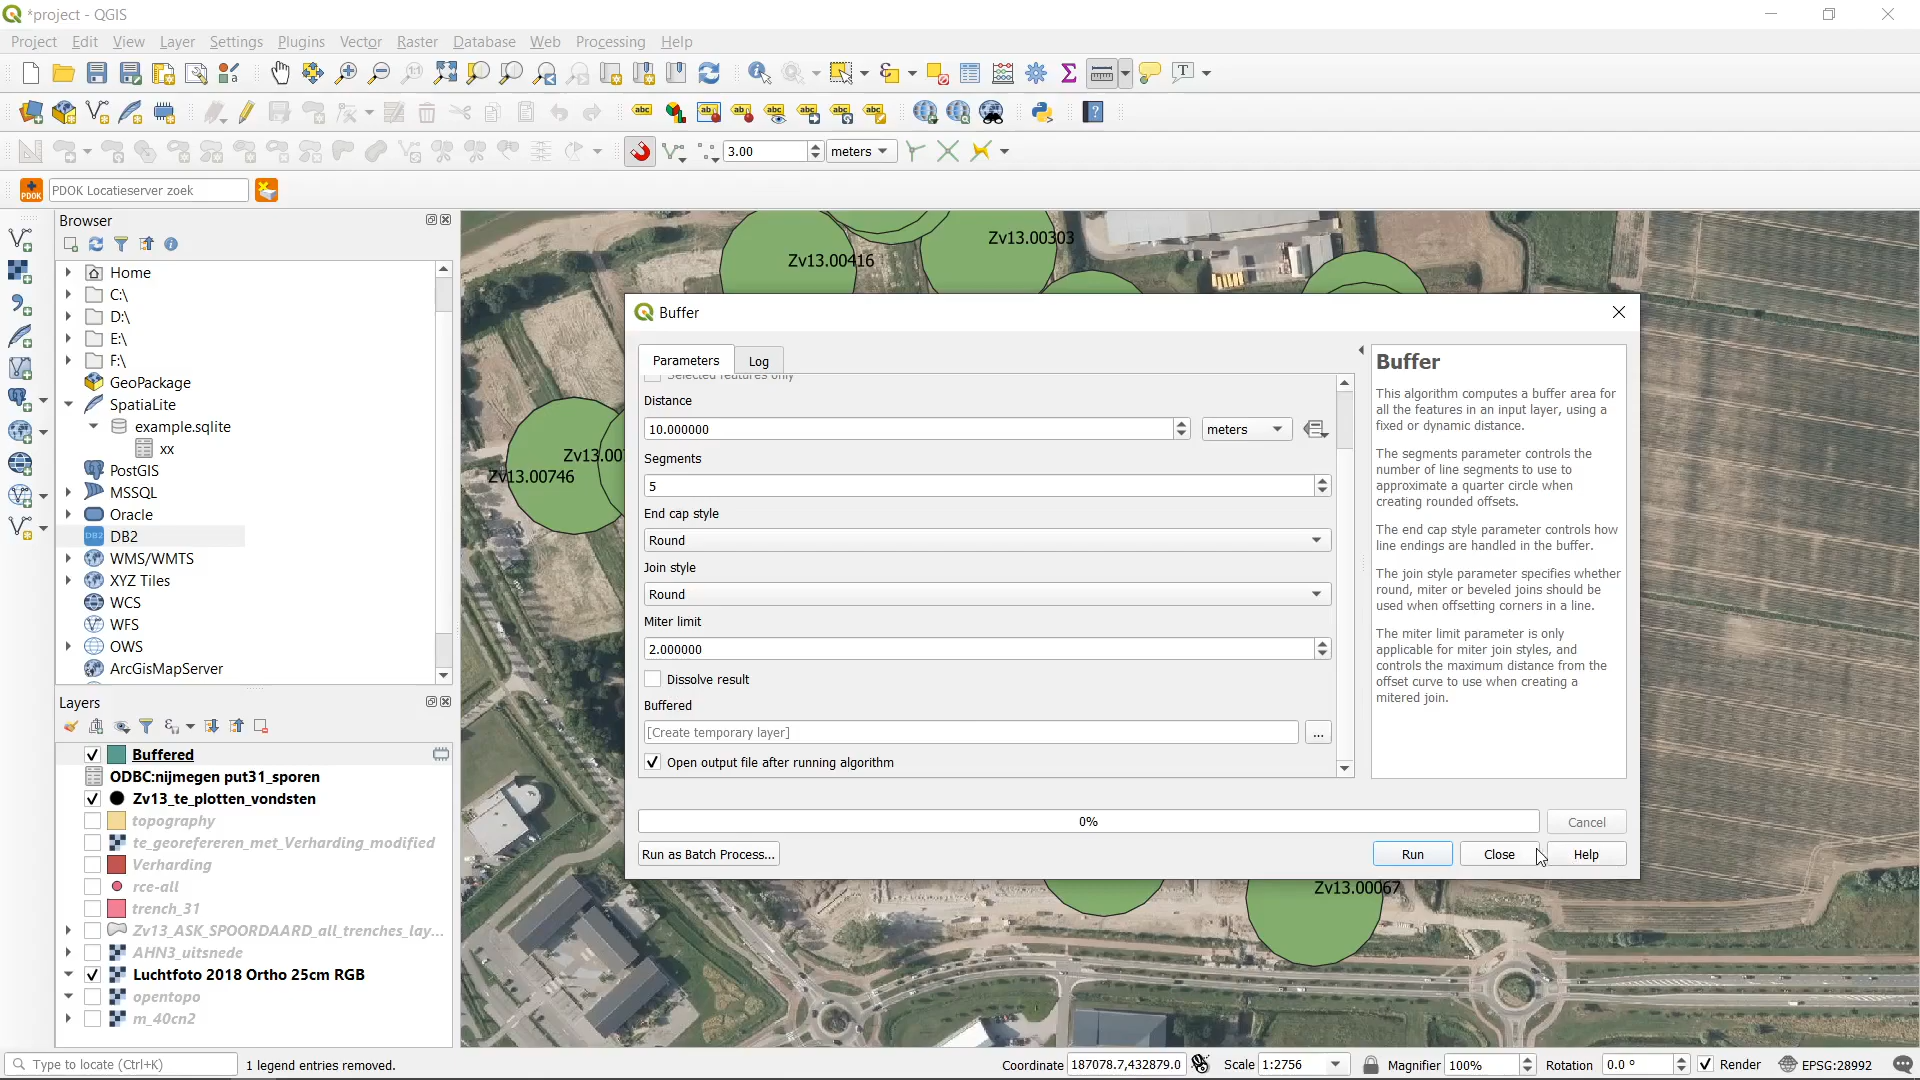 *project - QGIS
Project Edit View Layer Settings Plugins Vector Raster Database Web Processing Help
3.00 meters
PDOK Locatieserver zoek
Browser
Home
C:\
D:\
E:\
F:\
GeoPackage
SpatiaLite
example.sqlite
xx
PostGIS
MSSQL
Oracle
DB2
WMS/WMTS
XYZ Tiles
WCS
WFS
OWS
ArcGisMapServer
Layers
Buffered
ODBC:nijmegen put31_sporen
Zv13_te_plotten_vondsten
topography
te_georefereren_met_Verharding_modified
Verharding
rce-all
trench_31
Zv13_ASK_SPOORDAARD_all_trenches_lay...
AHN3_uitsnede
Luchtfoto 2018 Ortho 25cm RGB
opentopo
m_40cn2
Zv13.00416
Zv13.00303
Zv13.00746
Zv13.00067
Buffer
Parameters Log
Selected features only
Distance
10.000000 meters
Segments
5
End cap style
Round
Join style
Round
Miter limit
2.000000
Dissolve result
Buffered
[Create temporary layer] ...
Open output file after running algorithm
0% Cancel
Run as Batch Process... Run Close Help
Buffer
This algorithm computes a buffer area for
all the features in an input layer, using a
fixed or dynamic distance.
The segments parameter controls the
number of line segments to use to
approximate a quarter circle when
creating rounded offsets.
The end cap style parameter controls how
line endings are handled in the buffer.
The join style parameter specifies whether
round, miter or beveled joins should be
used when offsetting corners in a line.
The miter limit parameter is only
applicable for miter join styles, and
controls the maximum distance from the
offset curve to use when creating a
mitered join.
Type to locate (Ctrl+K) 1 legend entries removed. Coordinate 187078.7,432879.0 Scale 1:2756 Magnifier 100% Rotation 0.0 ° Render EPSG:28992